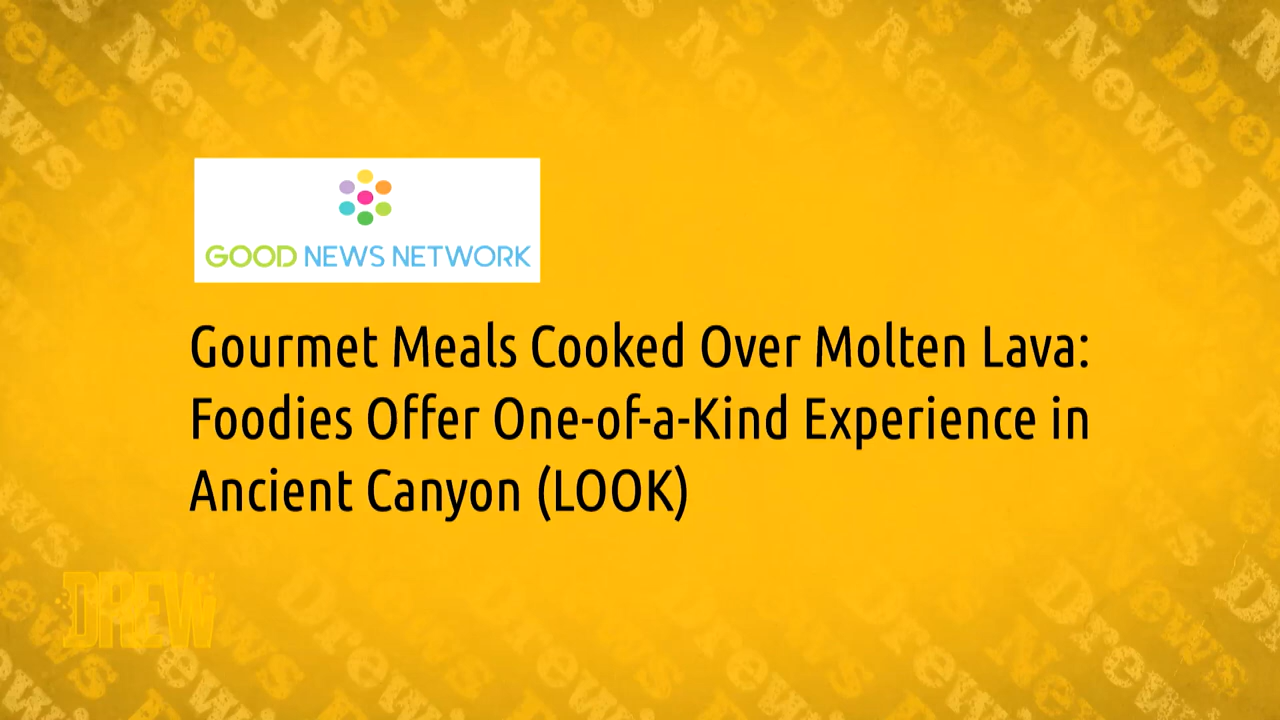 GOOD NEWS NETWORK
Gourmet Meals Cooked Over Molten Lava:
Foodies Offer One-of-a-Kind Experience in
Ancient Canyon (LOOK)
DREW